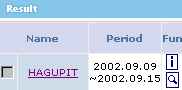 Result
Name Period Fun
HAGUPIT 2002.09.09
~2002.09.15